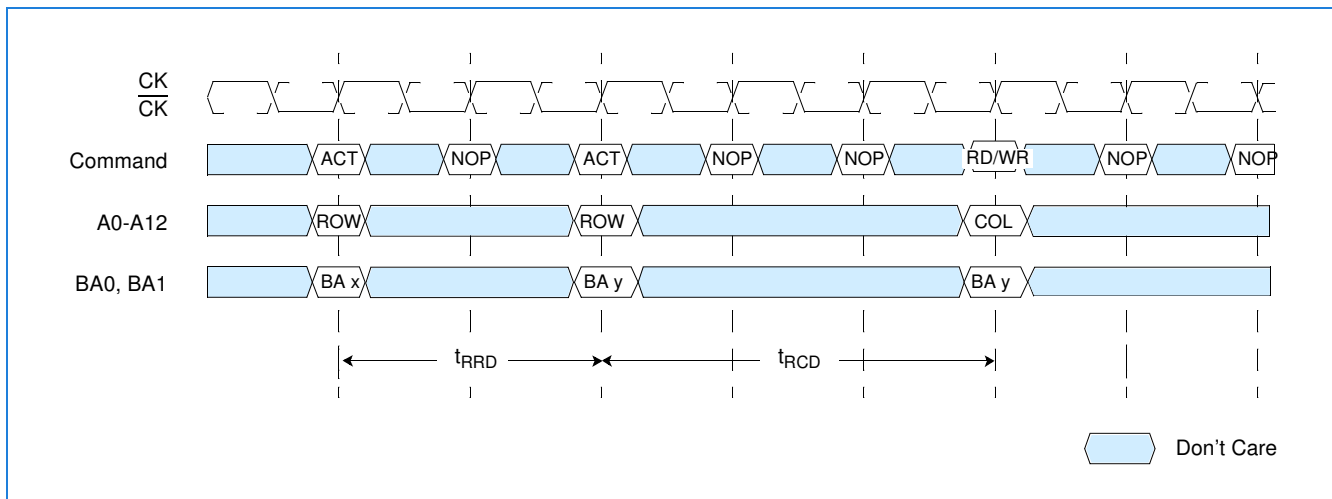 CK
CK
Command ACT NOP ACT NOP NOP RD/WR NOP NOP
A0-A12 ROW ROW COL
BA0, BA1 BA x BA y BA y
tRRD tRCD
Don't Care